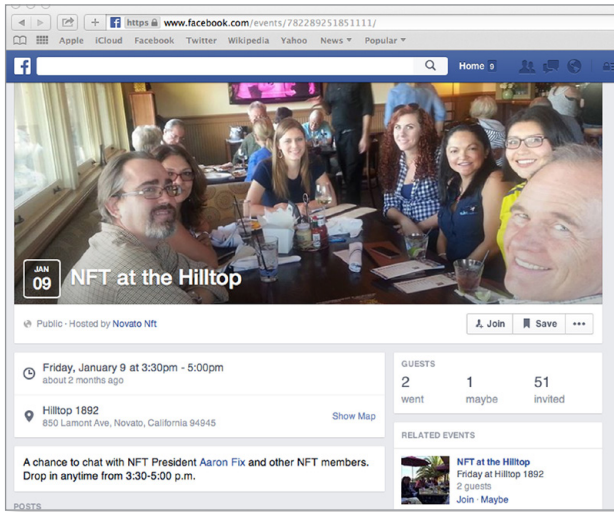 https www.facebook.com/events/782289251851111/
Apple iCloud Facebook Twitter Wikipedia Yahoo News Popular
f
Home 9
JAN
09
NFT at the Hilltop
Public · Hosted by Novato Nft
Join Save
Friday, January 9 at 3:30pm - 5:00pm
about 2 months ago
Hilltop 1892
850 Lamont Ave, Novato, California 94945
Show Map
A chance to chat with NFT President Aaron Fix and other NFT members.
Drop in anytime from 3:30-5:00 p.m.
POSTS
GUESTS
2 1 51
went maybe invited
RELATED EVENTS
NFT at the Hilltop
Friday at Hilltop 1892
2 guests
Join · Maybe